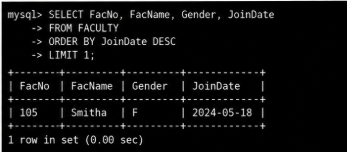 mysql> SELECT FacNo, FacName, Gender, JoinDate
    -> FROM FACULTY
    -> ORDER BY JoinDate DESC
    -> LIMIT 1;
+-------+---------+--------+------------+
| FacNo | FacName | Gender | JoinDate   |
+-------+---------+--------+------------+
| 105   | Smitha  | F      | 2024-05-18 |
+-------+---------+--------+------------+
1 row in set (0.00 sec)